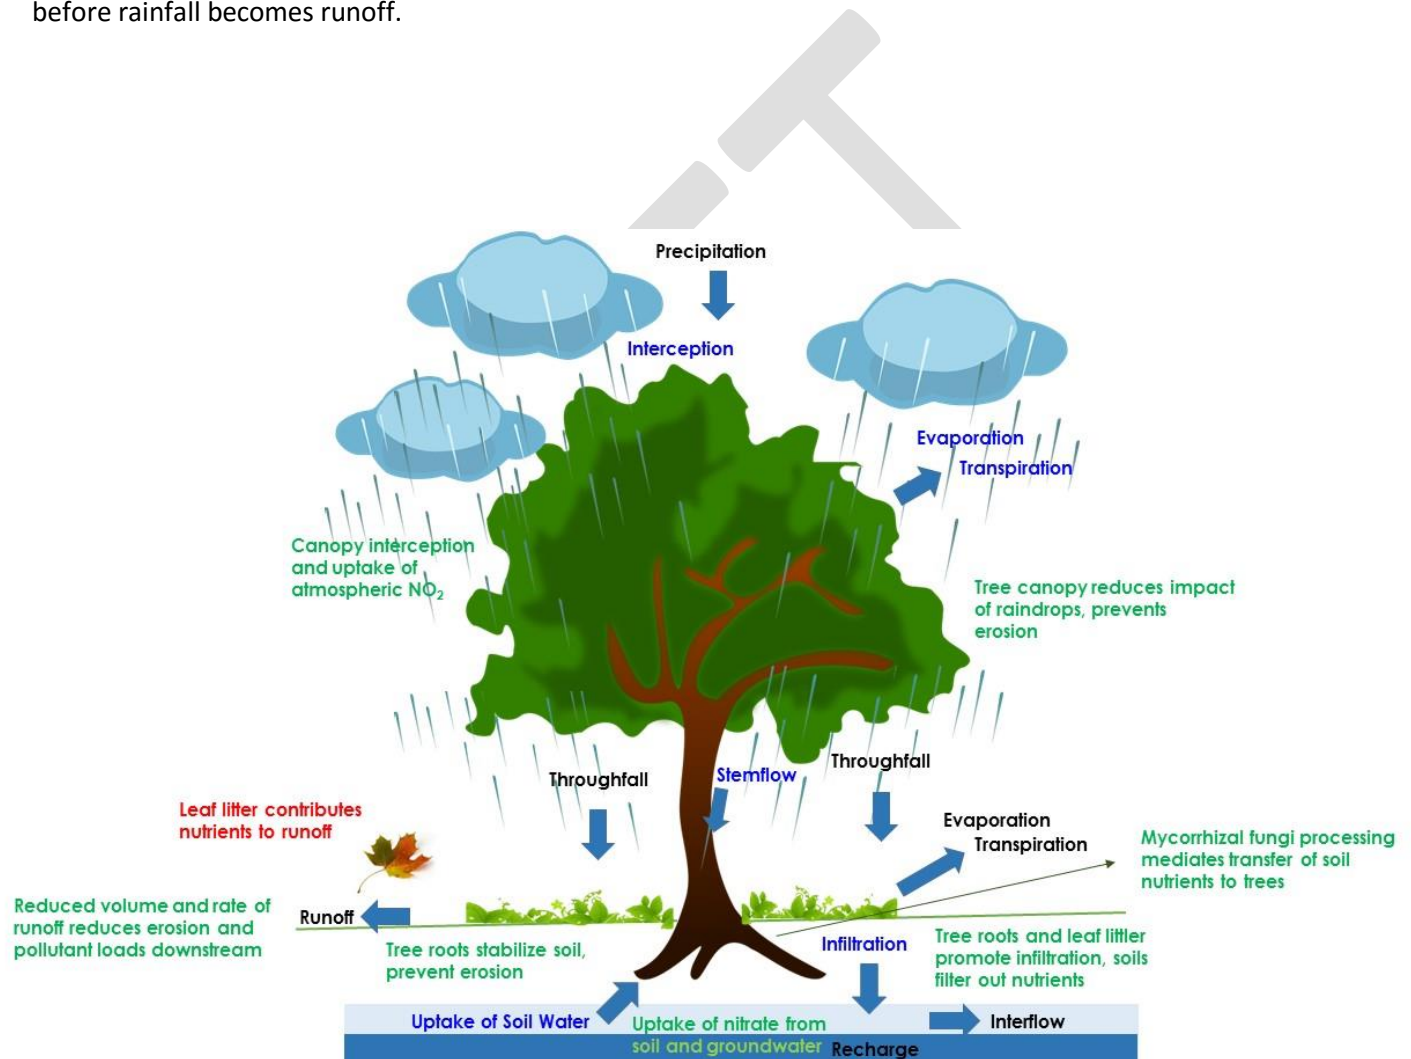 before rainfall becomes runoff.
Precipitation
Interception
Evaporation
Transpiration
Canopy interception
and uptake of
atmospheric NO₂
Tree canopy reduces impact
of raindrops, prevents
erosion
Throughfall
Stemflow
Throughfall
Leaf litter contributes
nutrients to runoff
Evaporation
Transpiration
Mycorrhizal fungi processing
mediates transfer of soil
nutrients to trees
Reduced volume and rate of
runoff reduces erosion and
pollutant loads downstream
Runoff
Tree roots stabilize soil,
prevent erosion
Infiltration
Tree roots and leaf littler
promote infiltration, soils
filter out nutrients
Uptake of Soil Water
Uptake of nitrate from
soil and groundwater
Interflow
Recharge